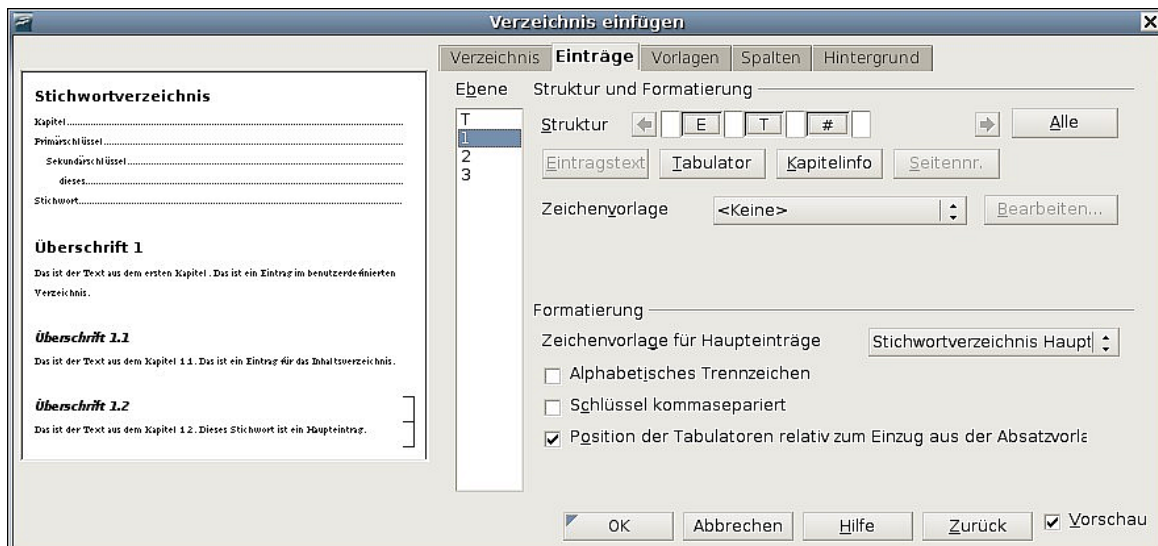 Verzeichnis einfügen
Verzeichnis Einträge Vorlagen Spalten Hintergrund
Stichwortverzeichnis
Kapitel
Primärschlüssel
Sekundärschlüssel
dieses
Stichwort
Überschrift 1
Das ist der Text aus dem ersten Kapitel. Das ist ein Eintrag im benutzerdefinierten
Verzeichnis.
Überschrift 1.1
Das ist der Text aus dem Kapitel 1.1. Das ist ein Eintrag für das Inhaltsverzeichnis.
Überschrift 1.2
Das ist der Text aus dem Kapitel 1.2. Dieses Stichwort ist ein Haupteintrag.
Ebene
T
1
2
3
Struktur und Formatierung
Struktur E T # Alle
Eintragstext Tabulator Kapitelinfo Seitennr.
Zeichenvorlage <Keine> Bearbeiten...
Formatierung
Zeichenvorlage für Haupteinträge Stichwortverzeichnis Haupt
Alphabetisches Trennzeichen
Schlüssel kommasepariert
Position der Tabulatoren relativ zum Einzug aus der Absatzvorla
OK Abbrechen Hilfe Zurück Vorschau